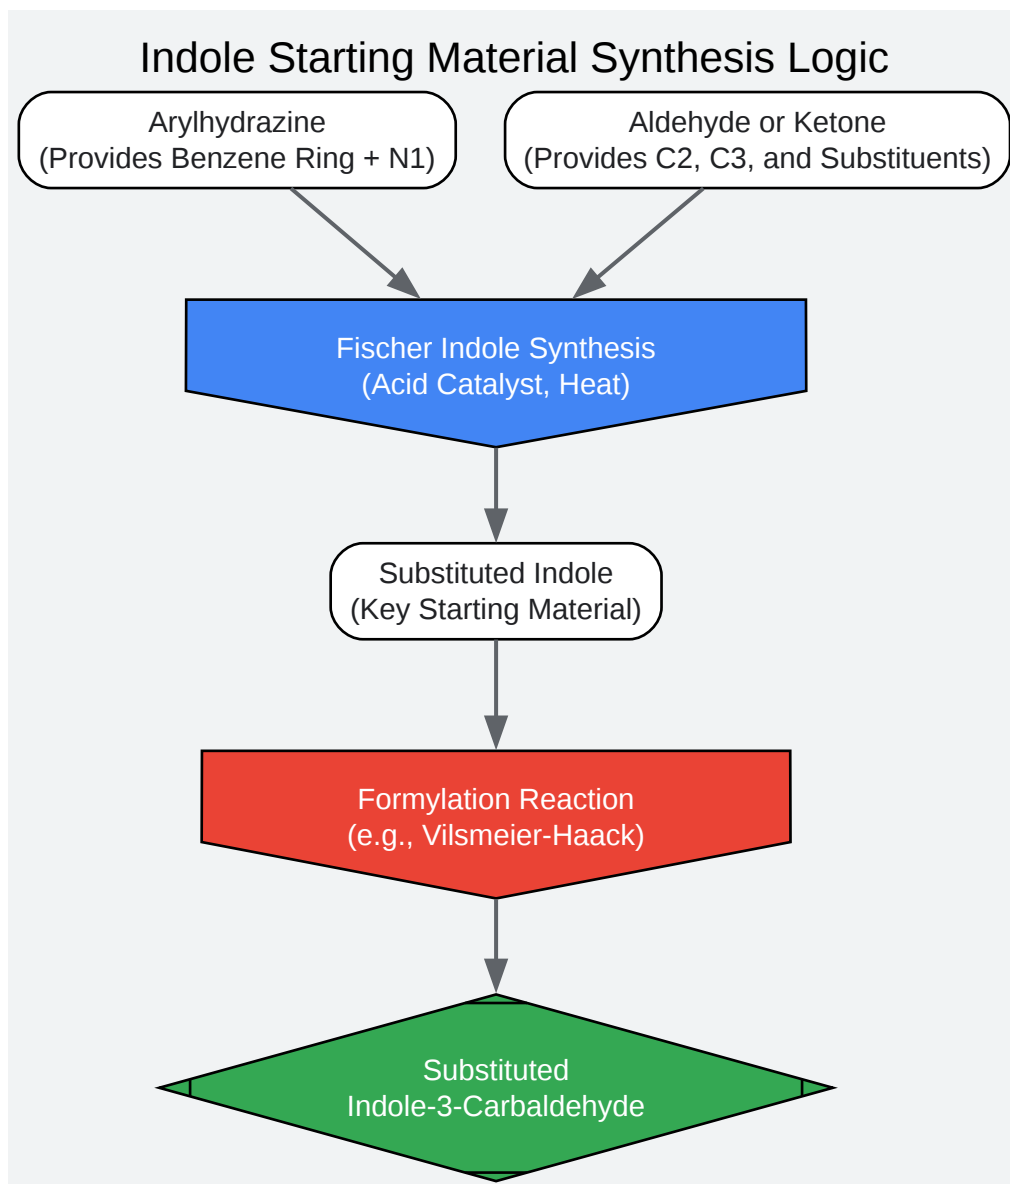 Indole Starting Material Synthesis Logic
Arylhydrazine
(Provides Benzene Ring + N1)
Aldehyde or Ketone
(Provides C2, C3, and Substituents)
Fischer Indole Synthesis
(Acid Catalyst, Heat)
Substituted Indole
(Key Starting Material)
Formylation Reaction
(e.g., Vilsmeier-Haack)
Substituted
Indole-3-Carbaldehyde